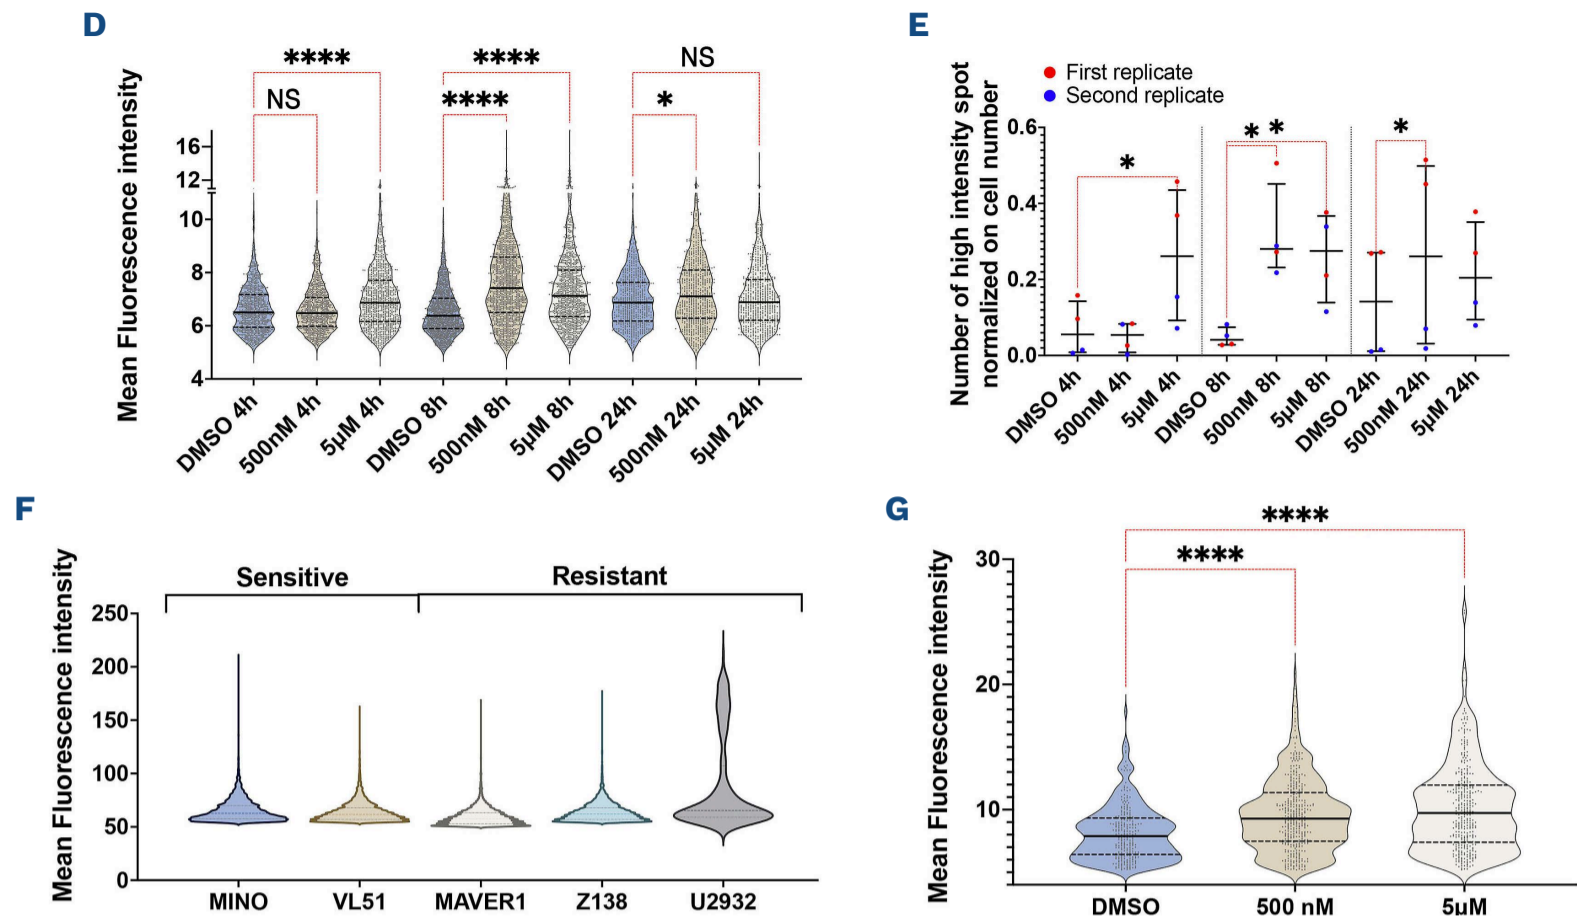 D
Mean Fluorescence intensity
****
NS
****
****
NS
*
16
12
10
8
6
4
DMSO 4h
500nM 4h
5µM 4h
DMSO 8h
500nM 8h
5µM 8h
DMSO 24h
500nM 24h
5µM 24h
E
Number of high intensity spot
normalized on cell number
First replicate
Second replicate
*
* *
*
0.6
0.4
0.2
0.0
DMSO 4h
500nM 4h
5µM 4h
DMSO 8h
500nM 8h
5µM 8h
DMSO 24h
500nM 24h
5µM 24h
F
Mean Fluorescence intensity
Sensitive
Resistant
250
200
150
100
50
0
MINO
VL51
MAVER1
Z138
U2932
G
Mean Fluorescence intensity
****
****
30
20
10
DMSO
500 nM
5µM